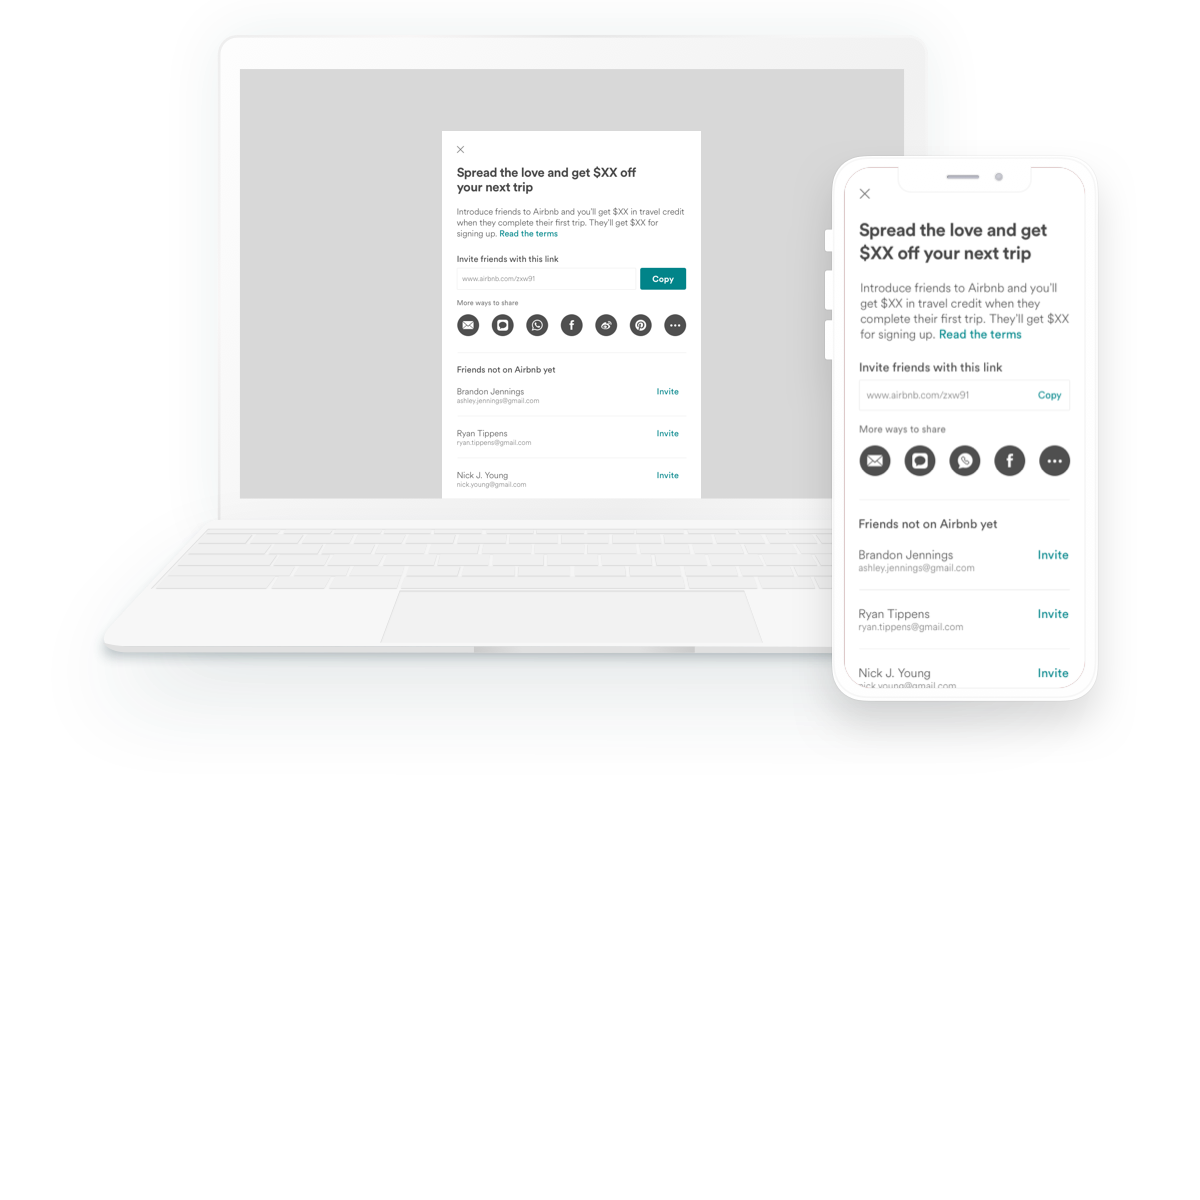 Spread the love and get $XX off
your next trip
Introduce friends to Airbnb and you'll get $XX in travel credit
when they complete their first trip. They'll get $XX for
signing up. Read the terms
Invite friends with this link
www.airbnb.com/zxw91
Copy
More ways to share
Friends not on Airbnb yet
Brandon Jennings
Invite
ashley.jennings@gmail.com
Ryan Tippens
Invite
ryan.tippens@gmail.com
Nick J. Young
Invite
nick.young@gmail.com
Spread the love and get
$XX off your next trip
Introduce friends to Airbnb and you'll
get $XX in travel credit when they
complete their first trip. They'll get $XX
for signing up. Read the terms
Invite friends with this link
www.airbnb.com/zxw91
Copy
More ways to share
Friends not on Airbnb yet
Brandon Jennings
Invite
ashley.jennings@gmail.com
Ryan Tippens
Invite
ryan.tippens@gmail.com
Nick J. Young
Invite
nick.young@gmail.com